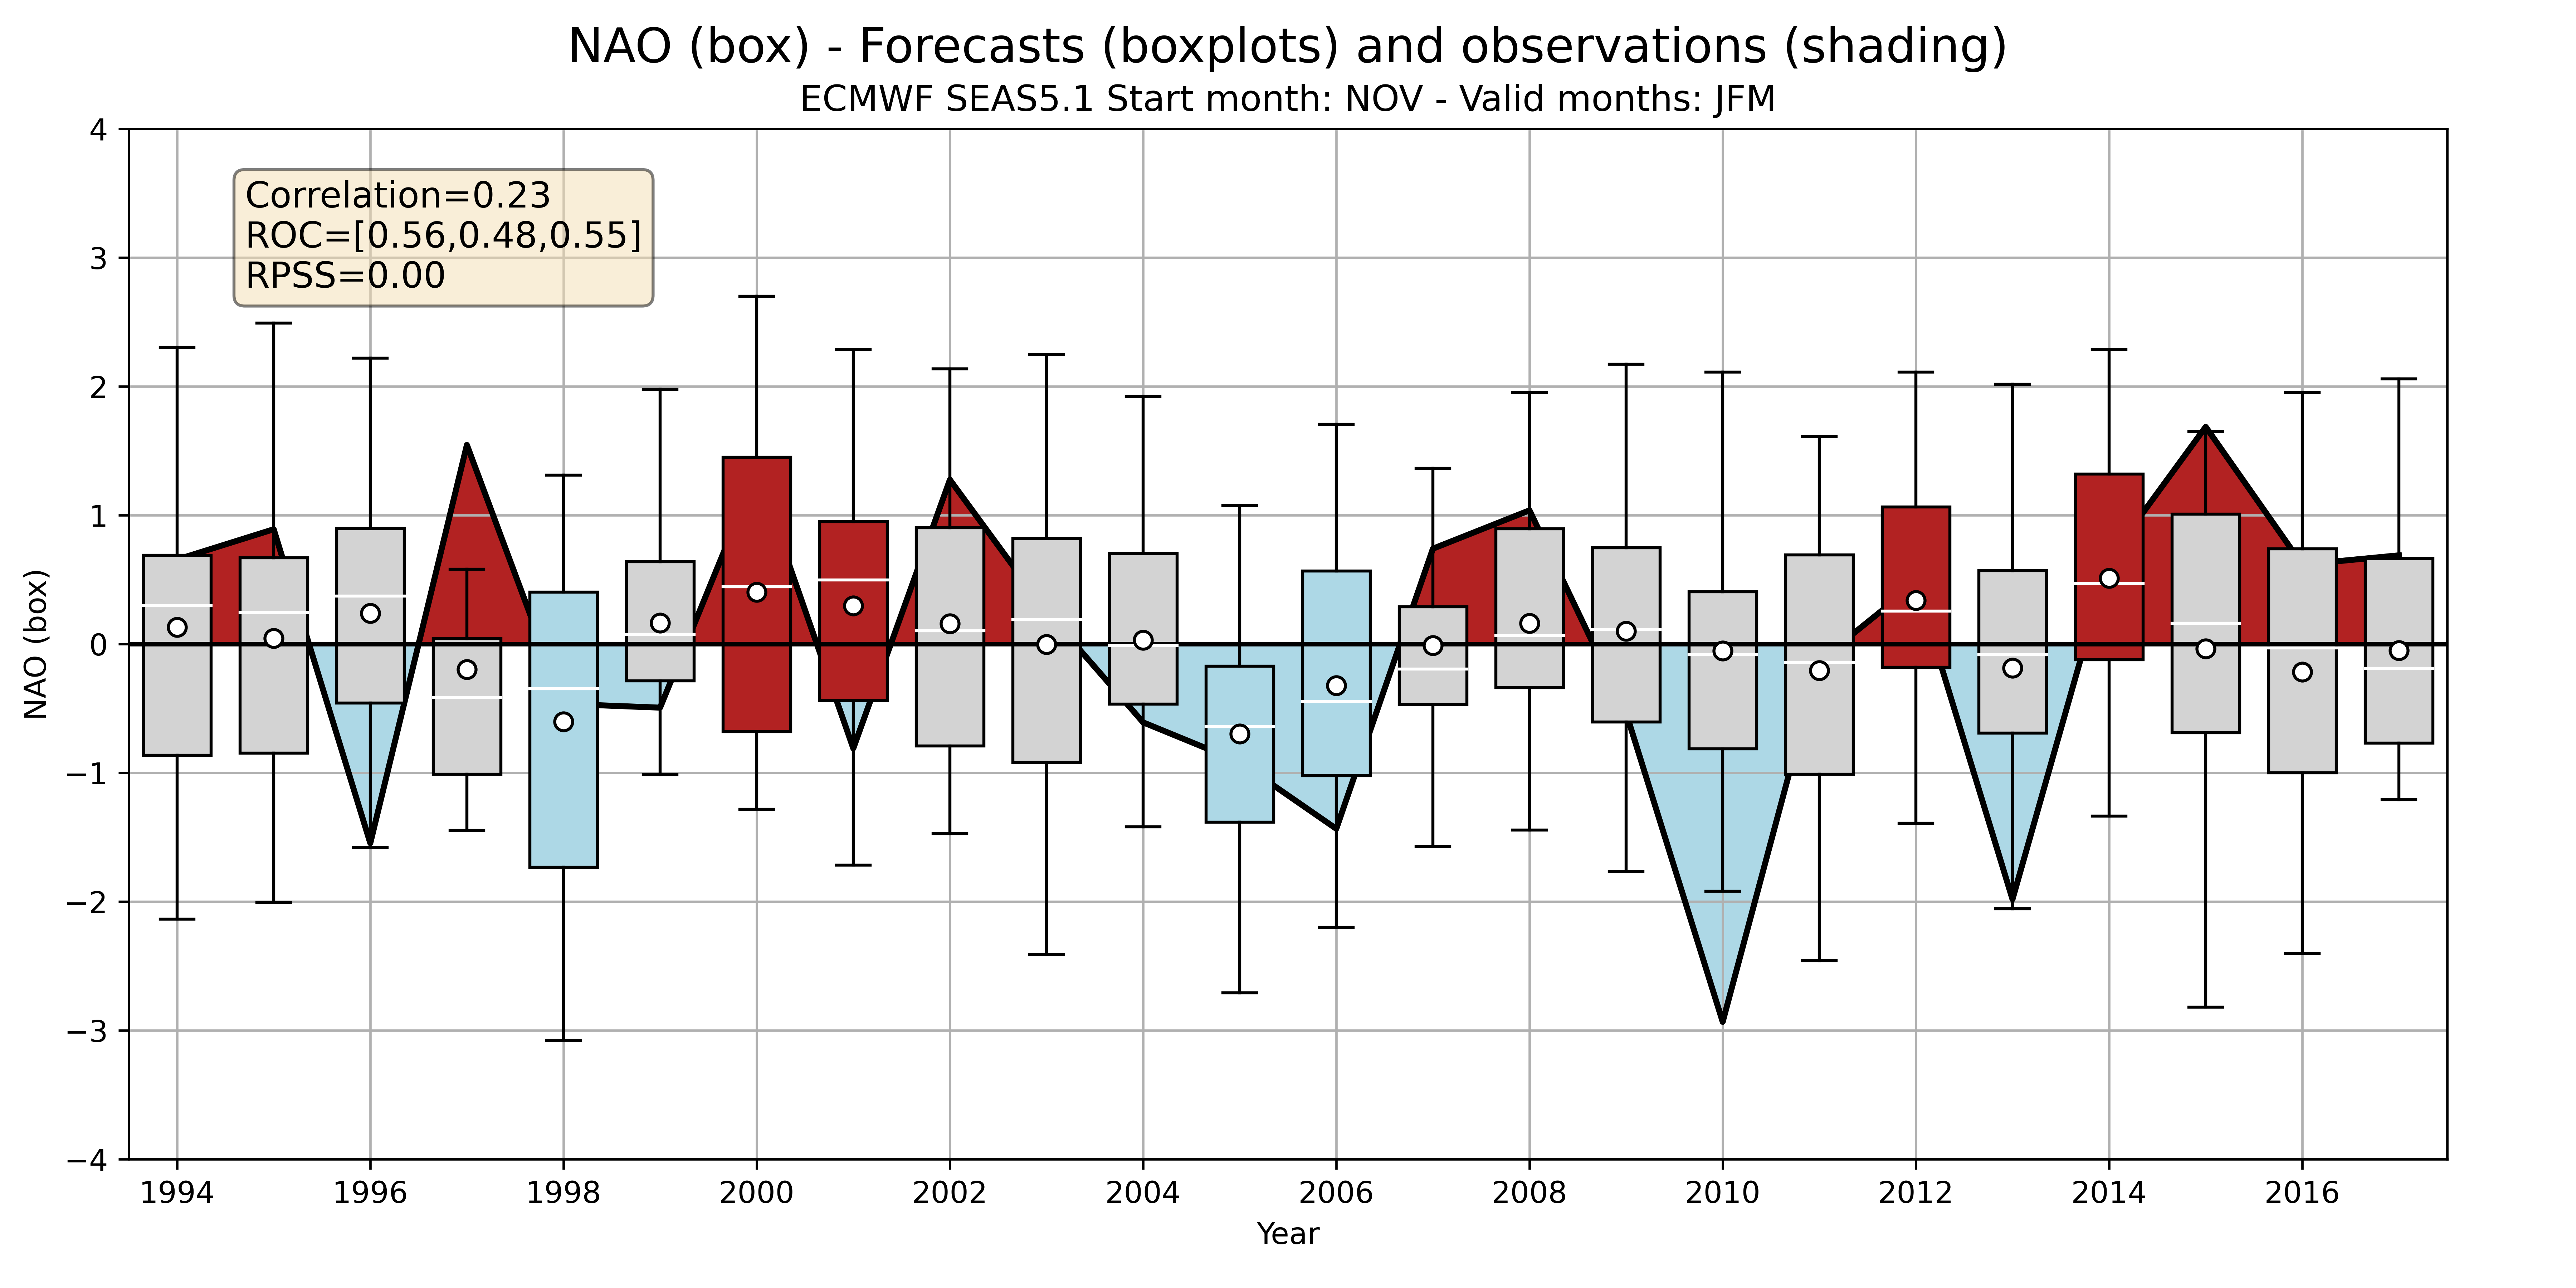 NAO (box) - Forecasts (boxplots) and observations (shading)
ECMWF SEAS5.1 Start month: NOV - Valid months: JFM
Correlation=0.23
ROC=[0.56,0.48,0.55]
RPSS=0.00
NAO (box)
4
3
2
1
0
−1
−2
−3
−4
1994 1996 1998 2000 2002 2004 2006 2008 2010 2012 2014 2016
Year